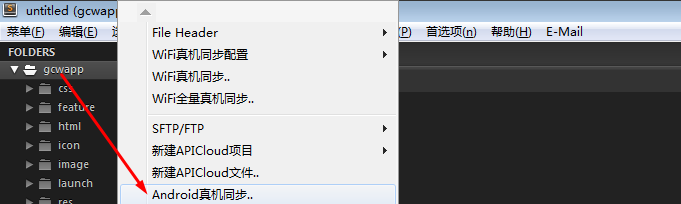 untitled (gcwapp
菜单(F) 编辑(E) (P) 首选项(n) 帮助(H) E-Mail
FOLDERS
gcwapp
css
feature
html
icon
image
launch
res
File Header
WiFi真机同步配置
WiFi真机同步..
WiFi全量真机同步..
SFTP/FTP
新建APICloud项目
新建APICloud文件..
Android真机同步..